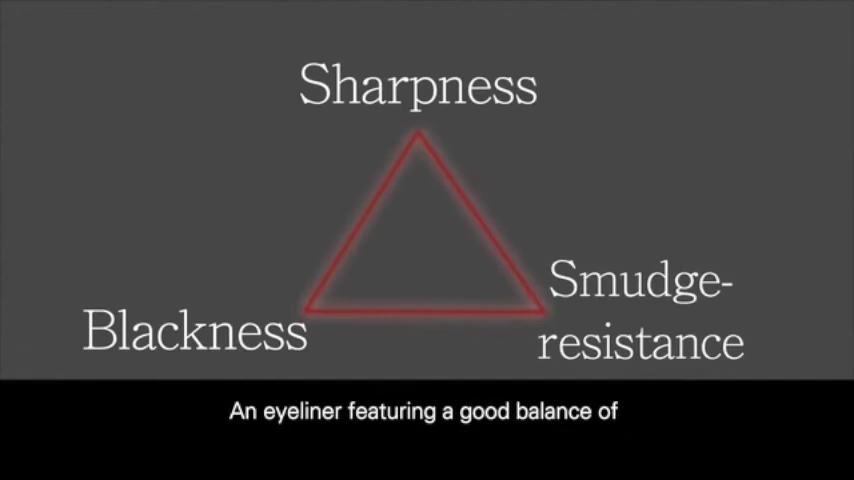 Sharpness
Smudge-
resistance
Blackness
An eyeliner featuring a good balance of